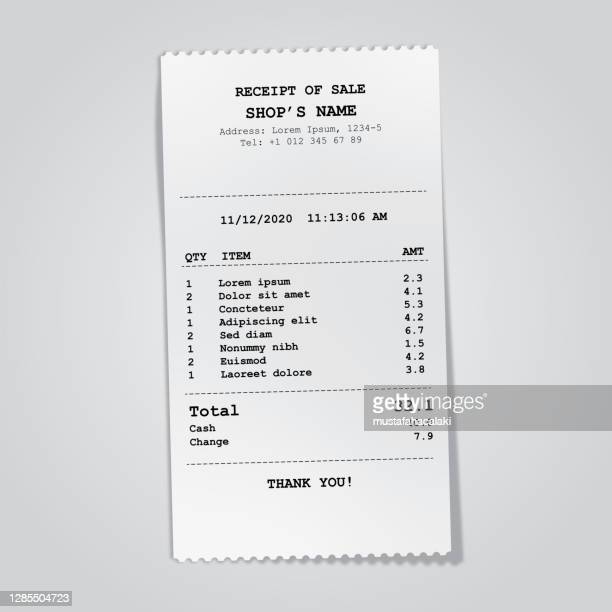 RECEIPT OF SALE
SHOP'S NAME
Address: Lorem Ipsum, 1234-5
Tel: +1 012 345 67 89
11/12/2020 11:13:06 AM
QTY ITEM AMT
1 Lorem ipsum 2.3
2 Dolor sit amet 4.1
1 Concteteur 5.3
1 Adipiscing elit 4.2
2 Sed diam 6.7
1 Nonummy nibh 1.5
2 Euismod 4.2
1 Laoreet dolore 3.8
Total 32.1
Cash
Change 7.9
THANK YOU!
gettyimages
mustafahacalaki
1285504723